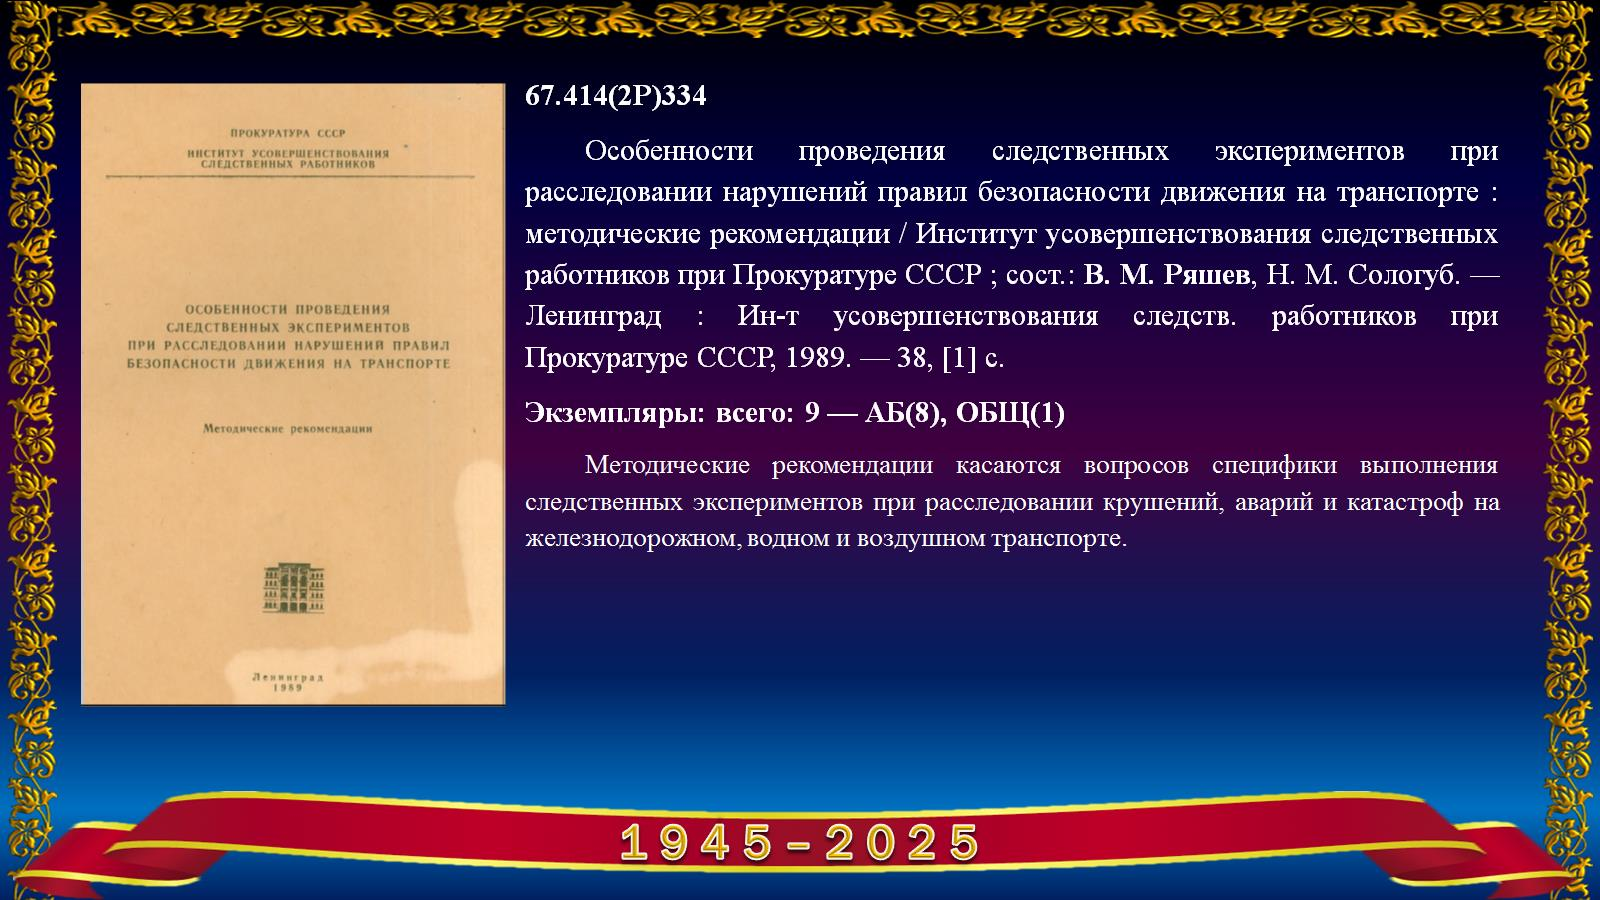 ПРОКУРАТУРА СССР
ИНСТИТУТ УСОВЕРШЕНСТВОВАНИЯ
СЛЕДСТВЕННЫХ РАБОТНИКОВ
ОСОБЕННОСТИ ПРОВЕДЕНИЯ
СЛЕДСТВЕННЫХ ЭКСПЕРИМЕНТОВ
ПРИ РАССЛЕДОВАНИИ НАРУШЕНИЙ ПРАВИЛ
БЕЗОПАСНОСТИ ДВИЖЕНИЯ НА ТРАНСПОРТЕ
Методические рекомендации
Ленинград
1989
67.414(2Р)334
Особенности проведения следственных экспериментов при
расследовании нарушений правил безопасности движения на транспорте :
методические рекомендации / Институт усовершенствования следственных
работников при Прокуратуре СССР ; сост.: В. М. Ряшев, Н. М. Сологуб. —
Ленинград : Ин-т усовершенствования следств. работников при
Прокуратуре СССР, 1989. — 38, [1] с.
Экземпляры: всего: 9 — АБ(8), ОБЩ(1)
Методические рекомендации касаются вопросов специфики выполнения
следственных экспериментов при расследовании крушений, аварий и катастроф на
железнодорожном, водном и воздушном транспорте.
1945–2025